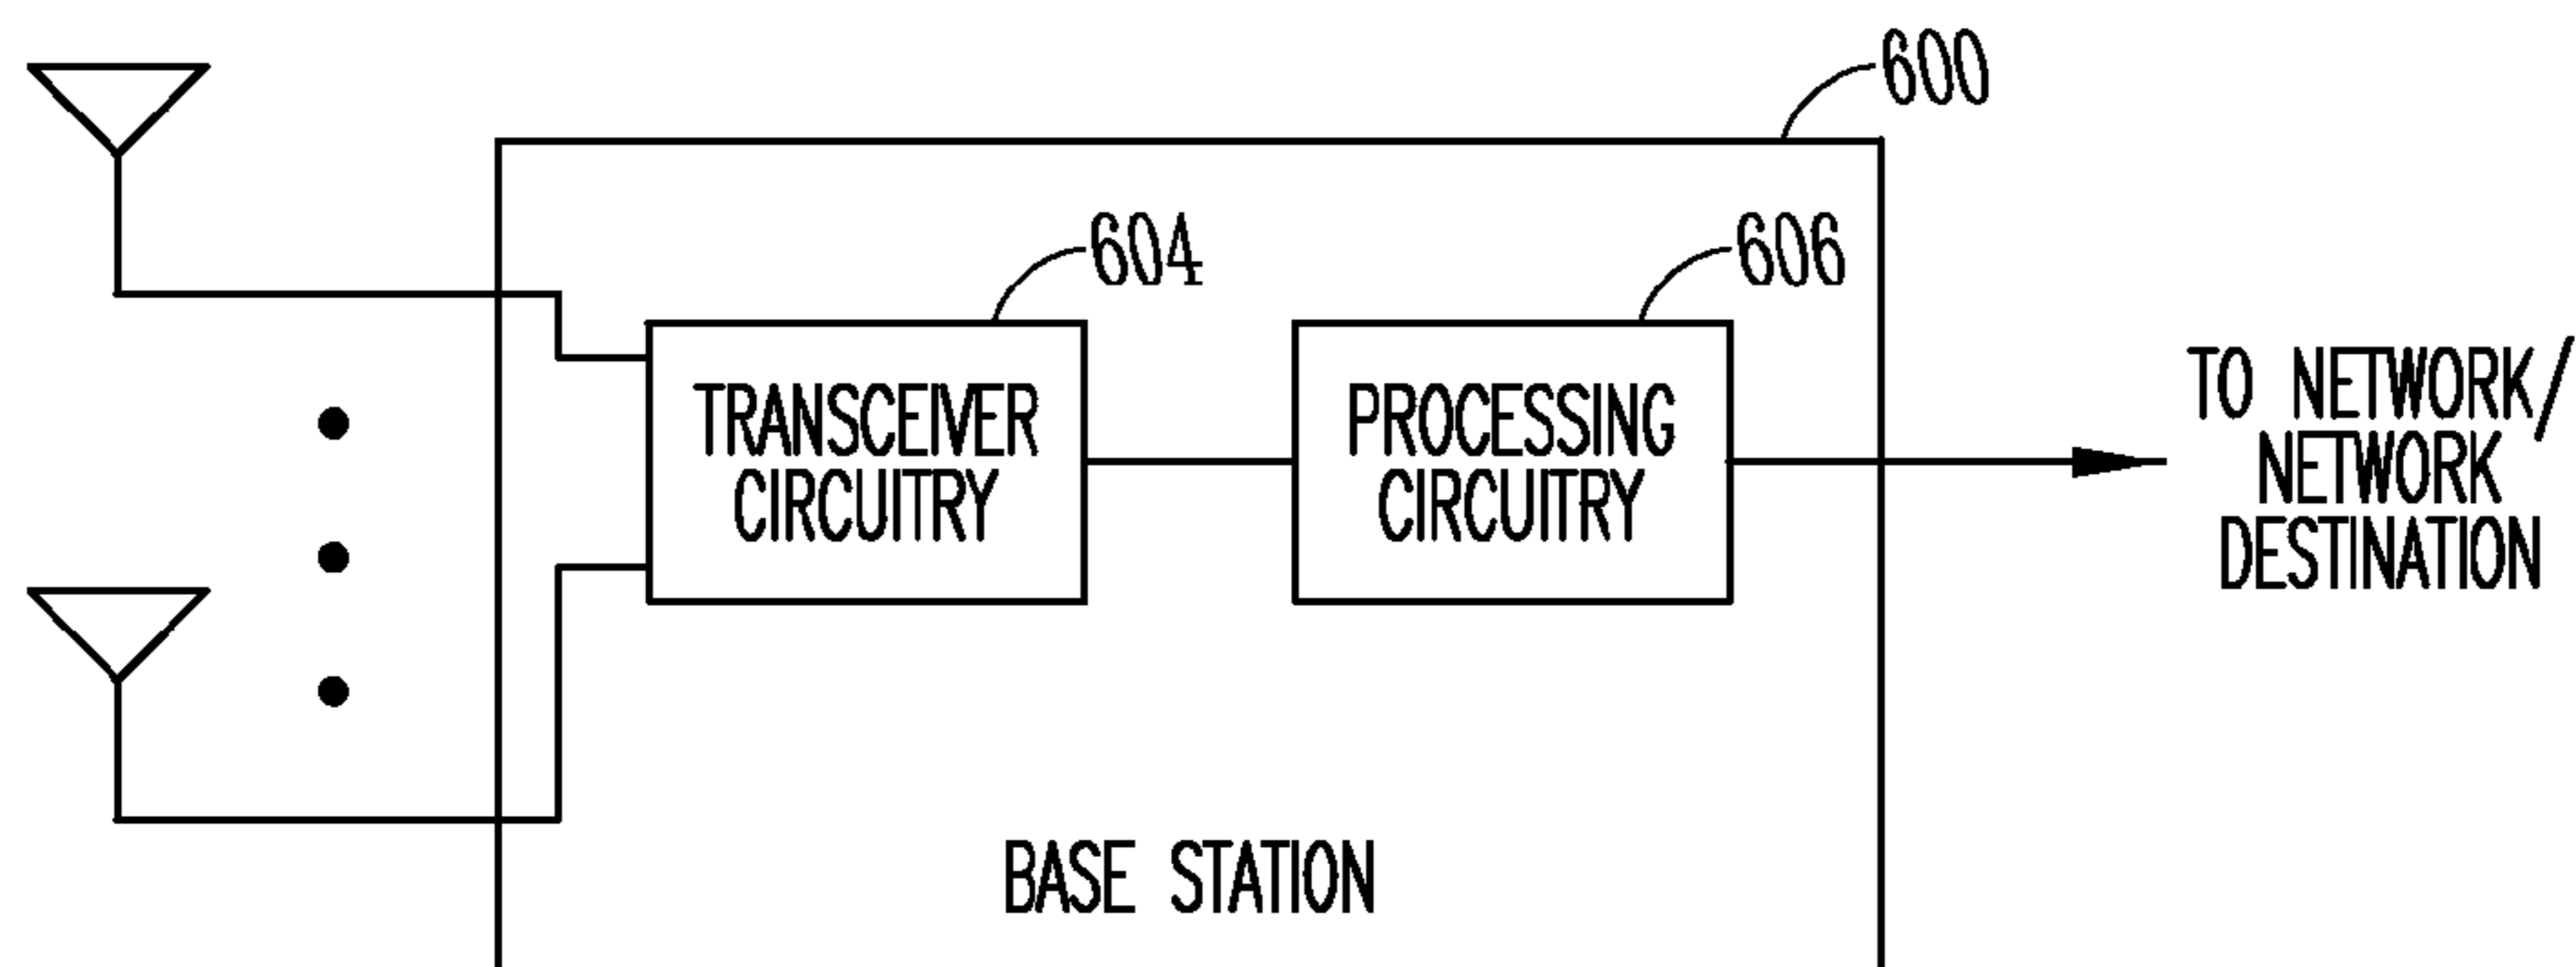 600
604
606
TRANSCEIVER
CIRCUITRY
PROCESSING
CIRCUITRY
TO NETWORK/
NETWORK
DESTINATION
BASE STATION